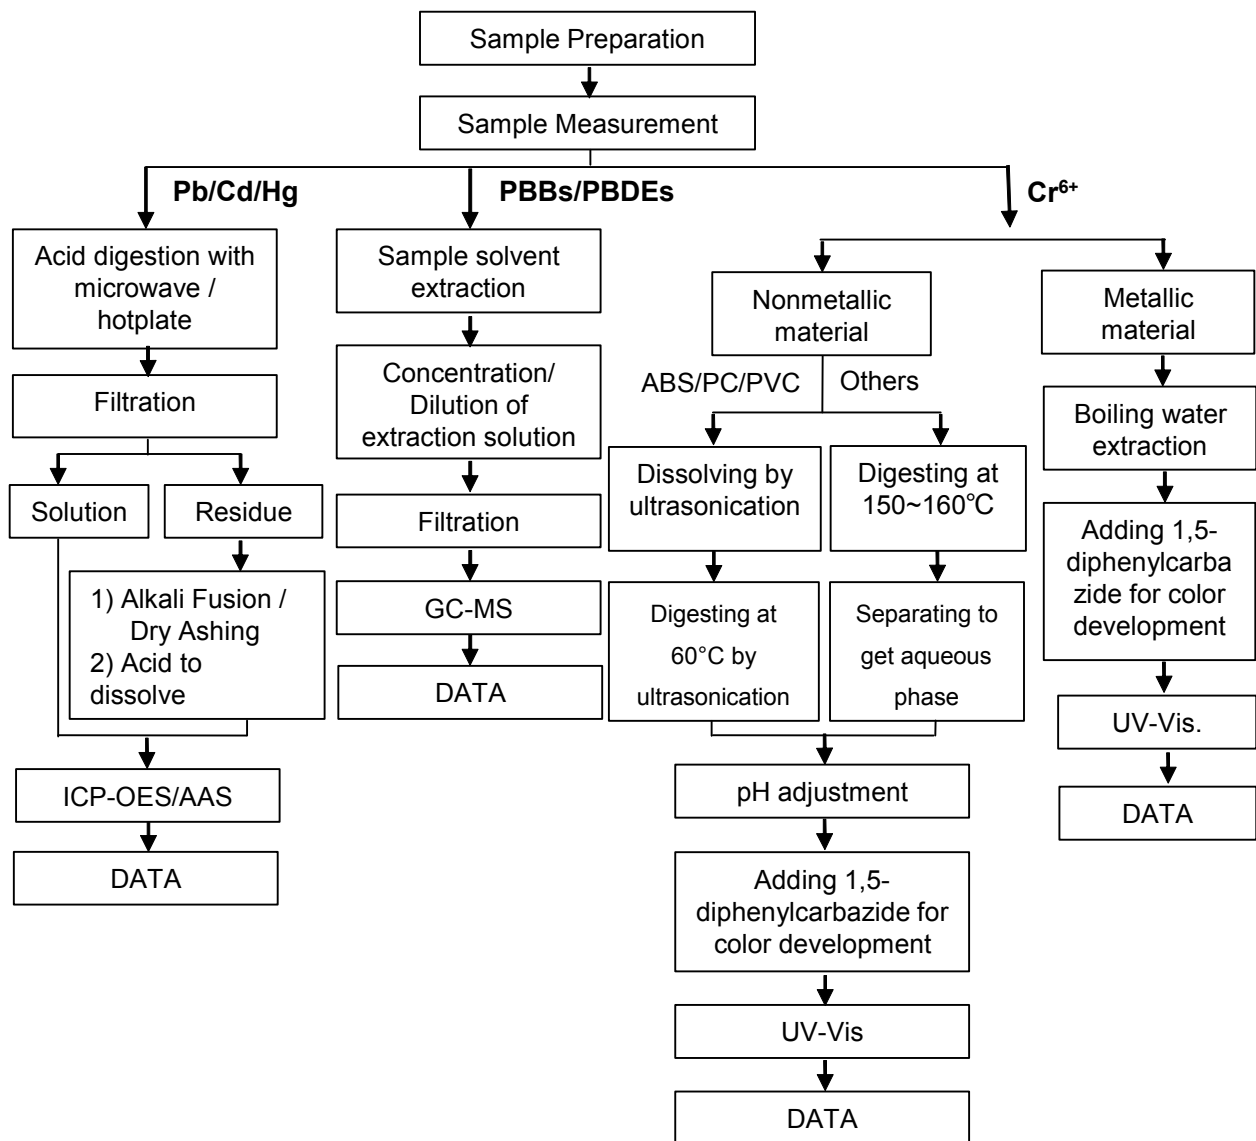 Sample Preparation
Sample Measurement
Pb/Cd/Hg
PBBs/PBDEs
Cr⁶⁺
Acid digestion with
microwave /
hotplate
Filtration
Solution
Residue
1) Alkali Fusion /
Dry Ashing
2) Acid to
dissolve
ICP-OES/AAS
DATA
Sample solvent
extraction
Concentration/
Dilution of
extraction solution
Filtration
GC-MS
DATA
Nonmetallic
material
ABS/PC/PVC
Others
Dissolving by
ultrasonication
Digesting at
60°C by
ultrasonication
Digesting at
150~160℃
Separating to
get aqueous
phase
pH adjustment
Adding 1,5-
diphenylcarbazide for
color development
UV-Vis
DATA
Metallic
material
Boiling water
extraction
Adding 1,5-
diphenylcarba
zide for color
development
UV-Vis.
DATA